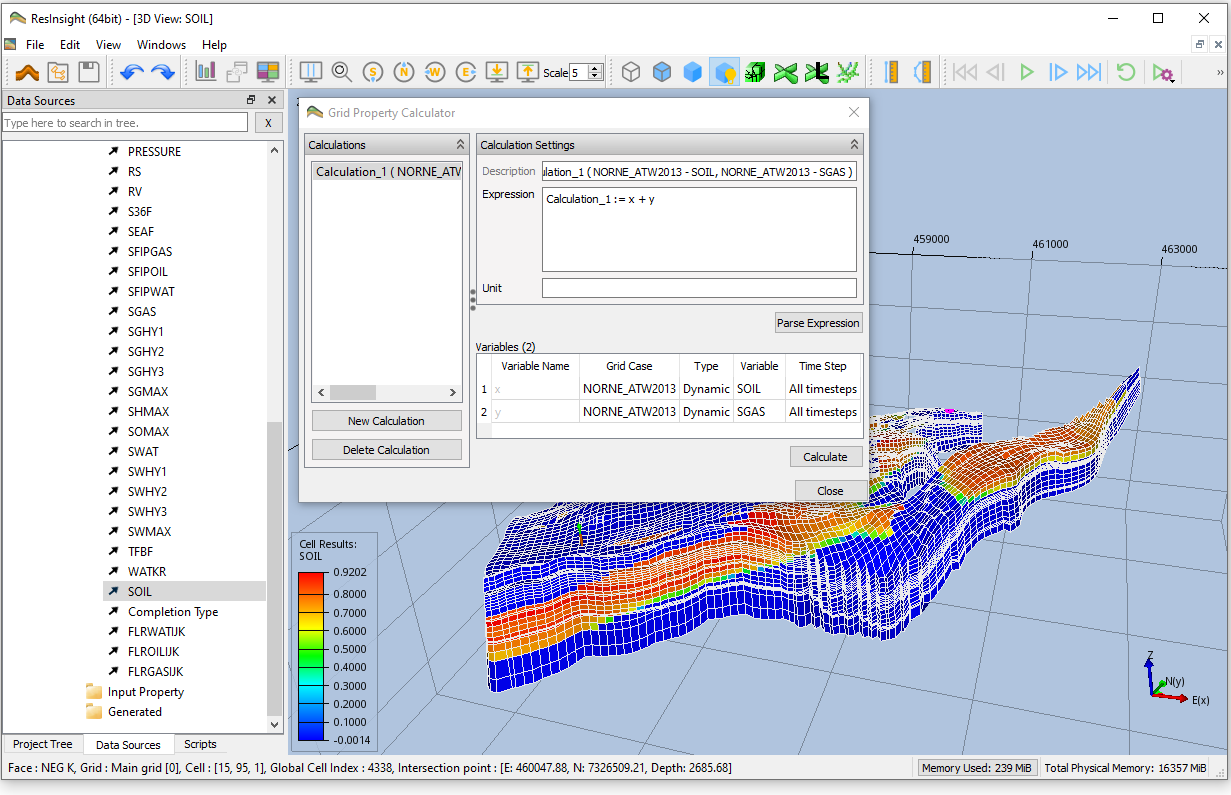 ResInsight (64bit) - [3D View: SOIL]
File Edit View Windows Help
Scale 5
Data Sources
Type here to search in tree.
X
PRESSURE
RS
RV
S36F
SEAF
SFIPGAS
SFIPOIL
SFIPWAT
SGAS
SGHY1
SGHY2
SGHY3
SGMAX
SHMAX
SOMAX
SWAT
SWHY1
SWHY2
SWHY3
SWMAX
TFBF
WATKR
SOIL
Completion Type
FLRWATIJK
FLROILIJK
FLRGASIJK
Input Property
Generated
Project Tree Data Sources Scripts
Grid Property Calculator
Calculations
Calculation_1 ( NORNE_ATW
New Calculation
Delete Calculation
Calculation Settings
Description ulation_1 ( NORNE_ATW2013 - SOIL, NORNE_ATW2013 - SGAS )
Expression Calculation_1 := x + y
Unit
Parse Expression
Variables (2)
Variable Name Grid Case Type Variable Time Step
1 x NORNE_ATW2013 Dynamic SOIL All timesteps
2 y NORNE_ATW2013 Dynamic SGAS All timesteps
Calculate
Close
459000 461000 463000
Cell Results:
SOIL
0.9202
0.8000
0.7000
0.6000
0.5000
0.4000
0.3000
0.2000
0.1000
-0.0014
Z
N(y)
E(x)
Face : NEG K, Grid : Main grid [0], Cell : [15, 95, 1], Global Cell Index : 4338, Intersection point : [E: 460047.88, N: 7326509.21, Depth: 2685.68]
Memory Used: 239 MiB Total Physical Memory: 16357 MiB